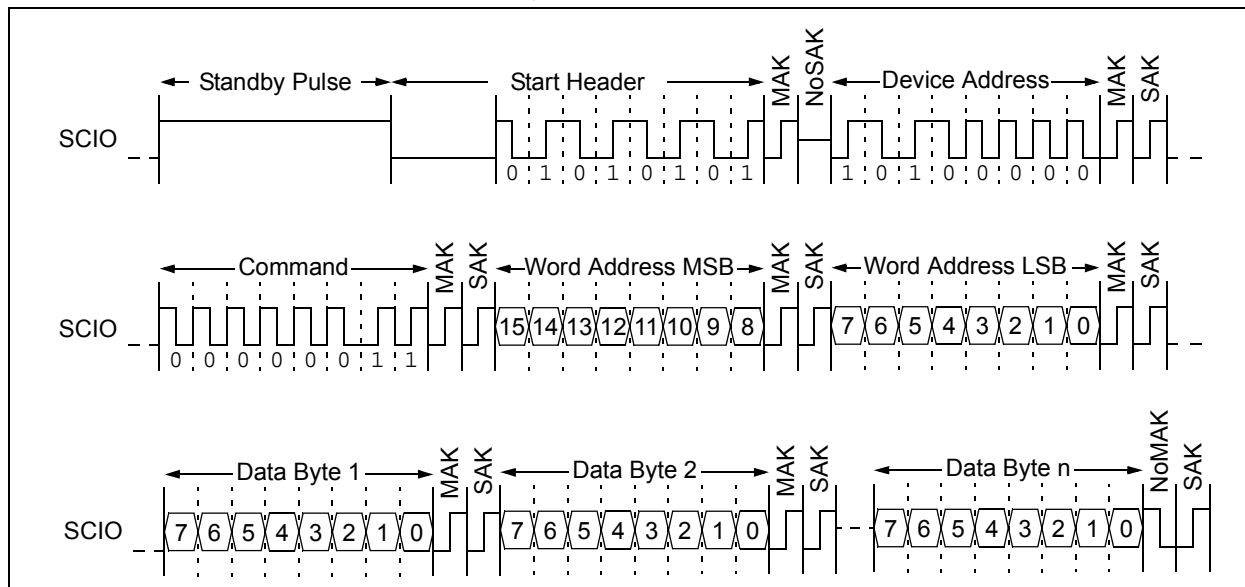 Standby Pulse Start Header MAK NoSAK Device Address MAK SAK
SCIO
0 1 0 1 0 1 0 1 1 0 1 0 0 0 0 0
Command MAK SAK Word Address MSB MAK SAK Word Address LSB MAK SAK
SCIO 15 14 13 12 11 10 9 8 7 6 5 4 3 2 1 0
0 0 0 0 0 0 1 1
Data Byte 1 MAK SAK Data Byte 2 MAK SAK Data Byte n NoMAK SAK
SCIO 7 6 5 4 3 2 1 0 7 6 5 4 3 2 1 0 7 6 5 4 3 2 1 0